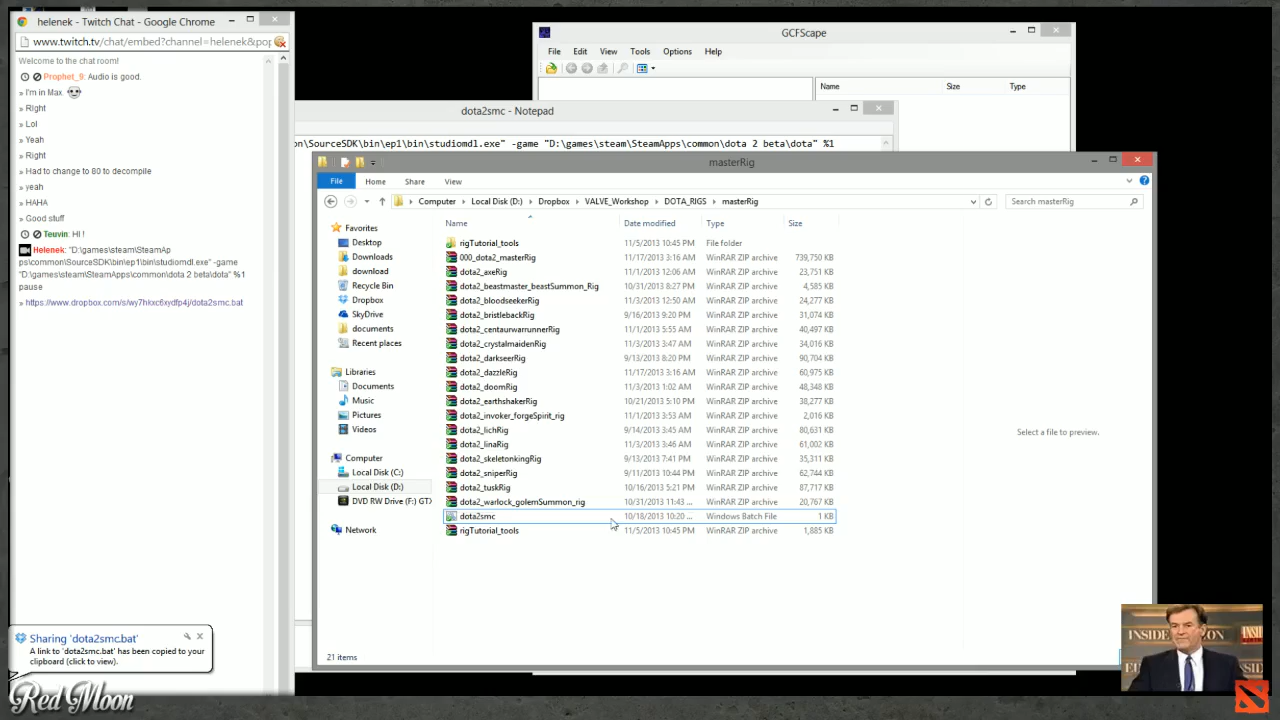 helenek - Twitch Chat - Google Chrome
www.twitch.tv/chat/embed?channel=helenek&pop
Welcome to the chat room!
Prophet_9: Audio is good.
» I'm in Max.
» Right
» Lol
» Yeah
» Right
» Had to change to 80 to decompile
» yeah
» HAHA
» Good stuff
Teuvin: HI !
Helenek: "D:\games\steam\SteamAp
ps\common\SourceSDK\bin\ep1\bin\studiomdl.exe" -game
"D:\games\steam\SteamApps\common\dota 2 beta\dota" %1
pause
» https://www.dropbox.com/s/wy7hkxc6xydfp4j/dota2smc.bat
Sharing 'dota2smc.bat'
A link to 'dota2smc.bat' has been copied to your
clipboard (click to view).
Red Moon
GCFScape
File Edit View Tools Options Help
Name Size Type
dota2smc - Notepad
n\SourceSDK\bin\ep1\bin\studiomdl.exe" -game "D:\games\steam\SteamApps\common\dota 2 beta\dota" %1
masterRig
File Home Share View
Computer Local Disk (D:) Dropbox VALVE_Workshop DOTA_RIGS masterRig
Search masterRig
Favorites
Desktop
Downloads
download
Recycle Bin
Dropbox
SkyDrive
documents
Recent places
Libraries
Documents
Music
Pictures
Videos
Computer
Local Disk (C:)
Local Disk (D:)
DVD RW Drive (F:) GT
Network
Name Date modified Type Size
rigTutorial_tools 11/5/2013 10:45 PM File folder
000_dota2_masterRig 11/17/2013 3:16 AM WinRAR ZIP archive 739,750 KB
dota2_axeRig 11/1/2013 12:06 AM WinRAR ZIP archive 23,751 KB
dota2_beastmaster_beastSummon_Rig 10/31/2013 8:27 PM WinRAR ZIP archive 4,585 KB
dota2_bloodseekerRig 11/3/2013 12:50 AM WinRAR ZIP archive 24,277 KB
dota2_bristlebackRig 9/16/2013 9:20 PM WinRAR ZIP archive 31,074 KB
dota2_centaurwarrunnerRig 11/1/2013 5:55 AM WinRAR ZIP archive 40,497 KB
dota2_crystalmaidenRig 11/3/2013 3:47 AM WinRAR ZIP archive 34,016 KB
dota2_darkseerRig 9/13/2013 8:20 PM WinRAR ZIP archive 90,704 KB
dota2_dazzleRig 11/17/2013 3:16 AM WinRAR ZIP archive 60,975 KB
dota2_doomRig 11/3/2013 1:02 AM WinRAR ZIP archive 48,348 KB
dota2_earthshakerRig 10/21/2013 5:10 PM WinRAR ZIP archive 38,277 KB
dota2_invoker_forgeSpirit_rig 11/1/2013 3:53 AM WinRAR ZIP archive 2,016 KB
dota2_lichRig 9/14/2013 3:45 AM WinRAR ZIP archive 80,631 KB
dota2_linaRig 11/3/2013 3:46 AM WinRAR ZIP archive 61,002 KB
dota2_skeletonkingRig 9/13/2013 7:41 PM WinRAR ZIP archive 35,311 KB
dota2_sniperRig 9/11/2013 10:44 PM WinRAR ZIP archive 62,744 KB
dota2_tuskRig 10/16/2013 5:21 PM WinRAR ZIP archive 87,717 KB
dota2_warlock_golemSummon_rig 10/31/2013 11:43 ... WinRAR ZIP archive 20,767 KB
dota2smc 10/18/2013 10:20 ... Windows Batch File 1 KB
rigTutorial_tools 11/5/2013 10:45 PM WinRAR ZIP archive 1,885 KB
Select a file to preview.
21 items
INSIDE